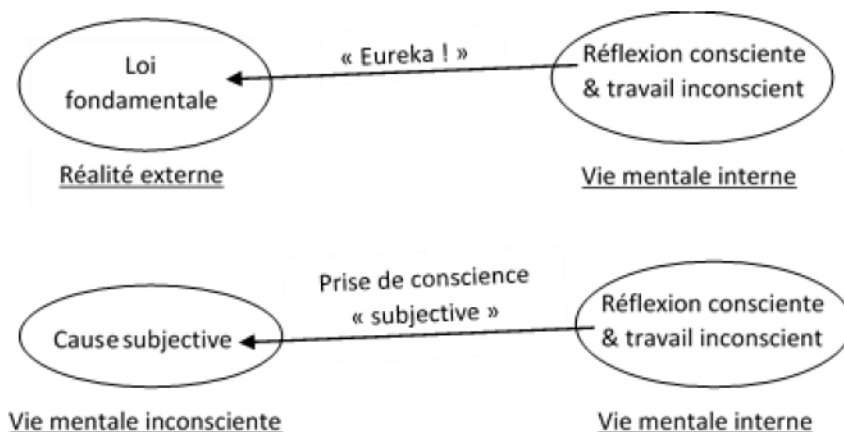 Loi
fondamentale
« Eureka ! »
Réflexion consciente
& travail inconscient
Réalité externe
Vie mentale interne
Cause subjective
Prise de conscience
« subjective »
Réflexion consciente
& travail inconscient
Vie mentale inconsciente
Vie mentale interne